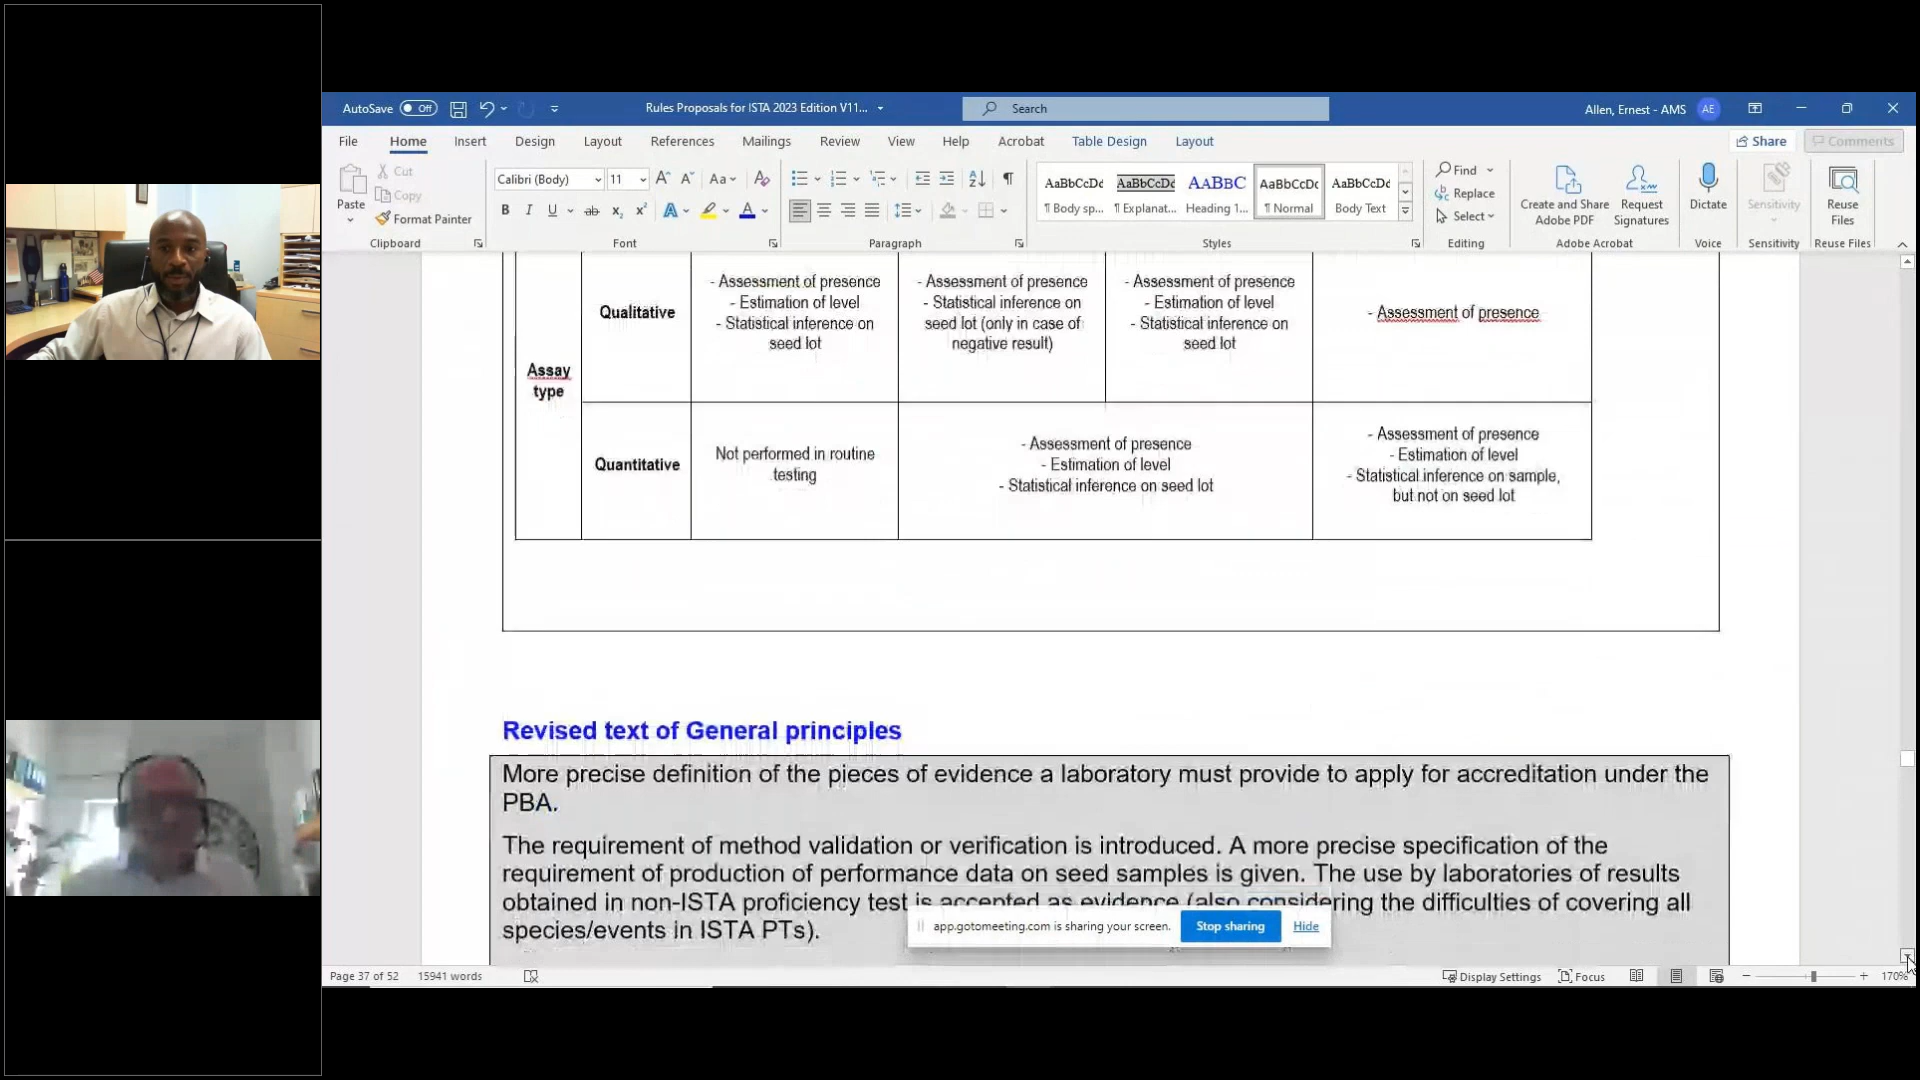 AutoSave Off
Rules Proposals for ISTA 2023 Edition V11...
Search
Allen, Ernest - AMS AE
File Home Insert Design Layout References Mailings Review View Help Acrobat Table Design Layout
Share Comments
Paste
Cut
Copy
Format Painter
Clipboard
Calibri (Body) 11
Font
Paragraph
AaBbCcDc AaBbCcDc AABBC AaBbCcDc AaBbCcDc
¶ Body sp... ¶ Explanat... Heading 1... ¶ Normal Body Text
Styles
Find
Replace
Select
Editing
Create and Share
Adobe PDF
Request
Signatures
Adobe Acrobat
Dictate
Voice
Sensitivity
Sensitivity
Reuse
Files
Reuse Files
Assay
type
Qualitative
- Assessment of presence
- Estimation of level
- Statistical inference on
seed lot
- Assessment of presence
- Statistical inference on
seed lot (only in case of
negative result)
- Assessment of presence
- Estimation of level
- Statistical inference on
seed lot
- Assessment of presence
Quantitative
Not performed in routine
testing
- Assessment of presence
- Estimation of level
- Statistical inference on seed lot
- Assessment of presence
- Estimation of level
- Statistical inference on sample,
but not on seed lot
Revised text of General principles
More precise definition of the pieces of evidence a laboratory must provide to apply for accreditation under the
PBA.
The requirement of method validation or verification is introduced. A more precise specification of the
requirement of production of performance data on seed samples is given. The use by laboratories of results
obtained in non-ISTA proficiency test is accepted as evidence (also considering the difficulties of covering all
species/events in ISTA PTs).
app.gotomeeting.com is sharing your screen. Stop sharing Hide
Page 37 of 52 15941 words
Display Settings Focus 170%